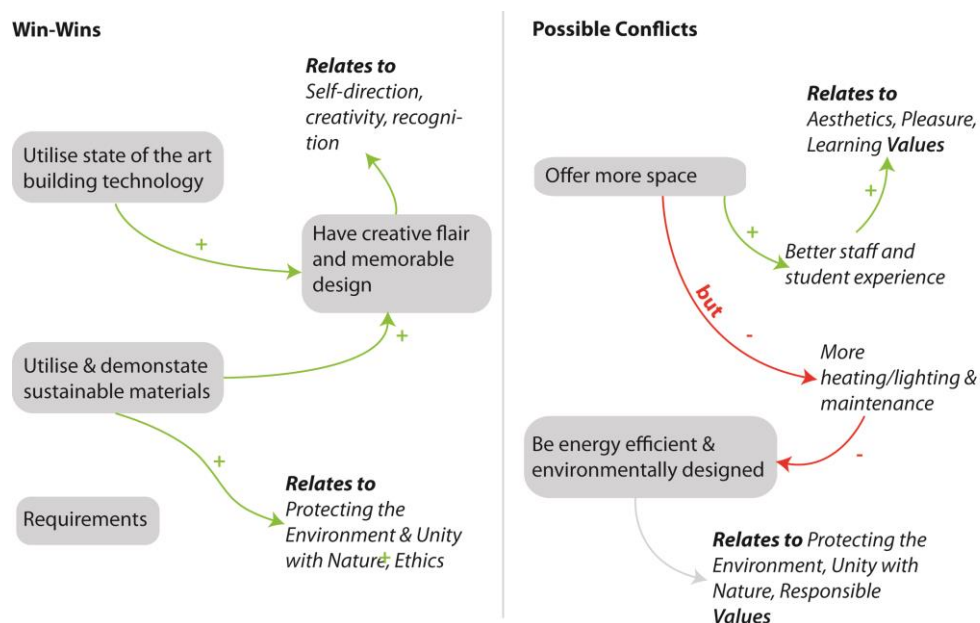 Win-Wins
Relates to
Self-direction,
creativity, recogni-
tion
Utilise state of the art
building technology
+
Have creative flair
and memorable
design
+
Utilise & demonstate
sustainable materials
+
Relates to
Protecting the
Environment & Unity
with Nature, Ethics
+
Requirements
Possible Conflicts
Relates to
Aesthetics, Pleasure,
Learning Values
Offer more space
+
+
Better staff and
student experience
but
-
More
heating/lighting &
maintenance
-
Be energy efficient &
environmentally designed
Relates to Protecting the
Environment, Unity with
Nature, Responsible
Values